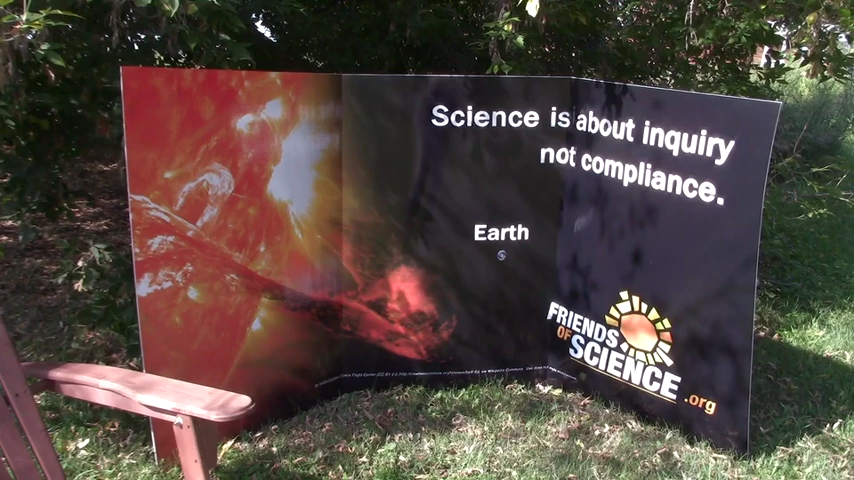 Science is about inquiry
not compliance.
Earth
FRIENDS
OF
SCIENCE
.org